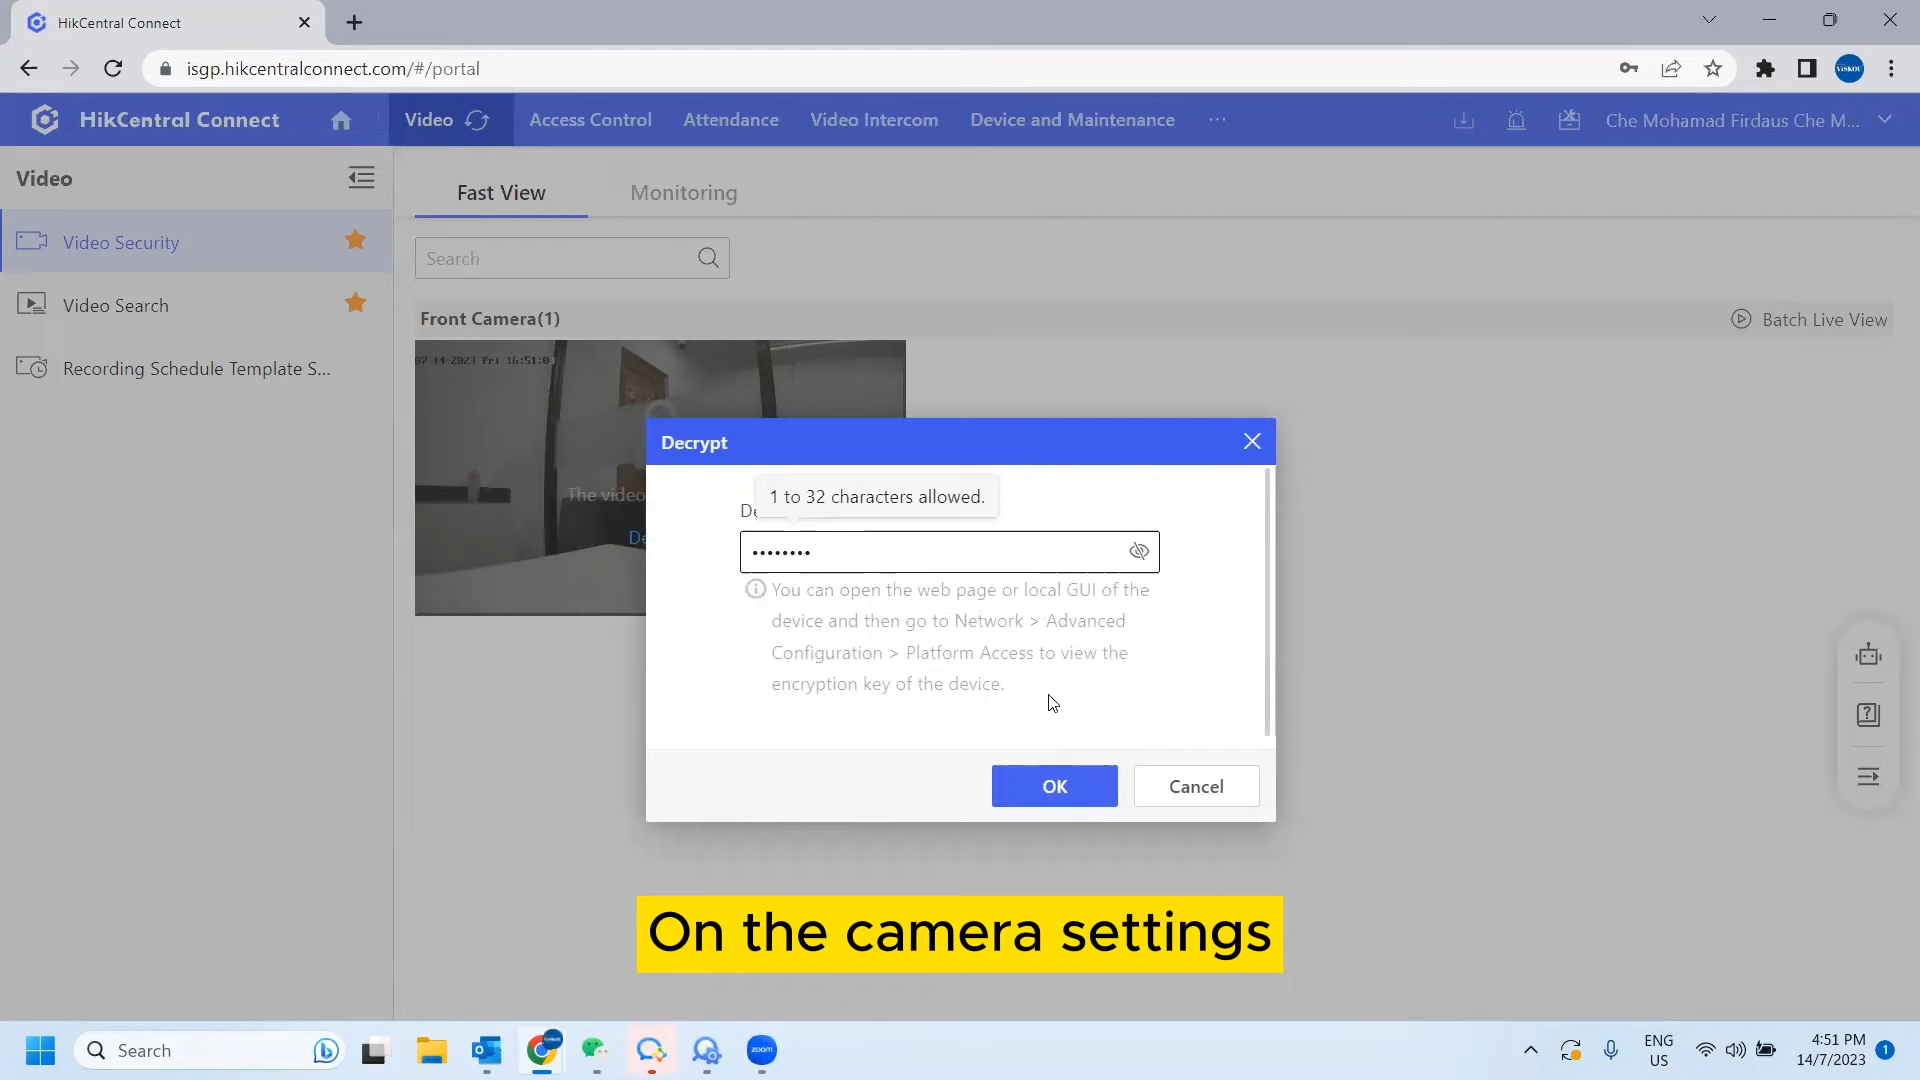 HikCentral Connect
isgp.hikcentralconnect.com/#/portal
VISKOU
HikCentral Connect
Video
Access Control
Attendance
Video Intercom
Device and Maintenance
Che Mohamad Firdaus Che M...
Video
Fast View
Monitoring
Video Security
Search
Video Search
Front Camera(1)
Batch Live View
07-14-2023 Fri 16:51:0
Recording Schedule Template S...
The video
De
Decrypt
1 to 32 characters allowed.
De
••••••••
You can open the web page or local GUI of the
device and then go to Network > Advanced
Configuration > Platform Access to view the
encryption key of the device.
OK
Cancel
On the camera settings
Search
zoom
ENG
US
4:51 PM
14/7/2023
1